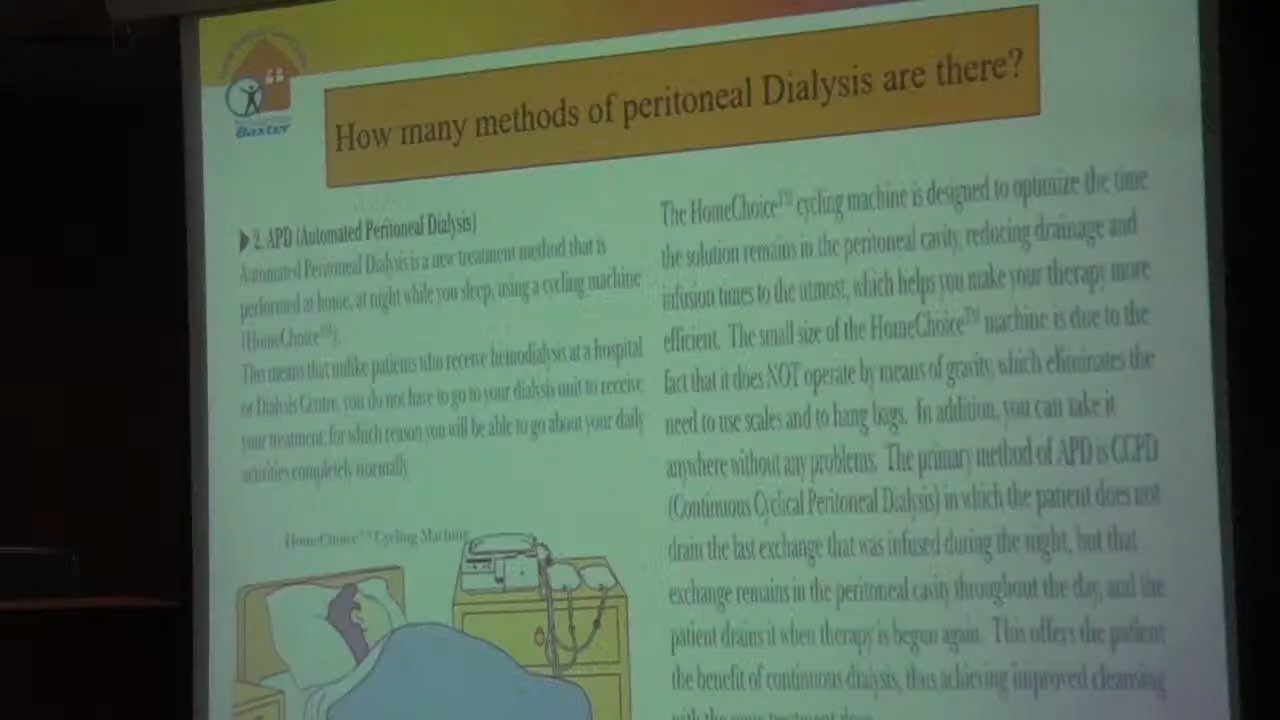 Baxter
How many methods of peritoneal Dialysis are there?
2. APD (Automated Peritoneal Dialysis)
Automated Peritoneal Dialysis is a new treatment method that is
performed at home, at night while you sleep, using a cycling machine
(HomeChoice™).
This means that unlike patients who receive hemodialysis at a hospital
or Dialysis Centre, you do not have to go to your dialysis unit to receive
your treatment, for which reason you will be able to go about your daily
activities completely normally.
HomeChoice™ Cycling Machine
The HomeChoice™ cycling machine is designed to optimize the time
the solution remains in the peritoneal cavity, reducing drainage and
infusion times to the utmost, which helps you make your therapy more
efficient. The small size of the HomeChoice™ machine is due to the
fact that it does NOT operate by means of gravity, which eliminates the
need to use scales and to hang bags. In addition, you can take it
anywhere without any problems. The primary method of APD is CCPD
(Continuous Cyclical Peritoneal Dialysis) in which the patient does not
drain the last exchange that was infused during the night, but that
exchange remains in the peritoneal cavity throughout the day, and the
patient drains it when therapy is begun again. This offers the patient
the benefit of continuous dialysis, thus achieving improved cleansing